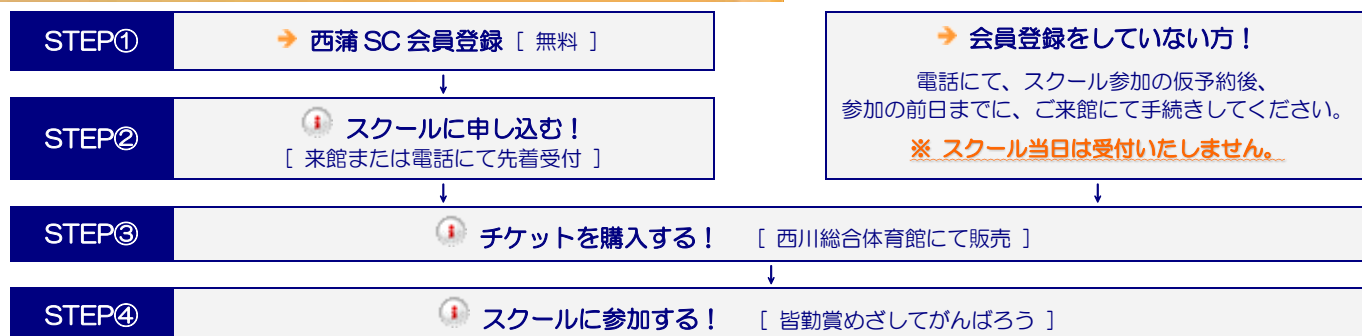 STEP① 西蒲SC会員登録 [ 無料 ]
STEP② スクールに申し込む！
[ 来館または電話にて先着受付 ]
会員登録をしていない方！
電話にて、スクール参加の仮予約後、
参加の前日までに、ご来館にて手続きしてください。
※ スクール当日は受付いたしません。
STEP③ チケットを購入する！ [ 西川総合体育館にて販売 ]
STEP④ スクールに参加する！ [ 皆勤賞めざしてがんばろう ]